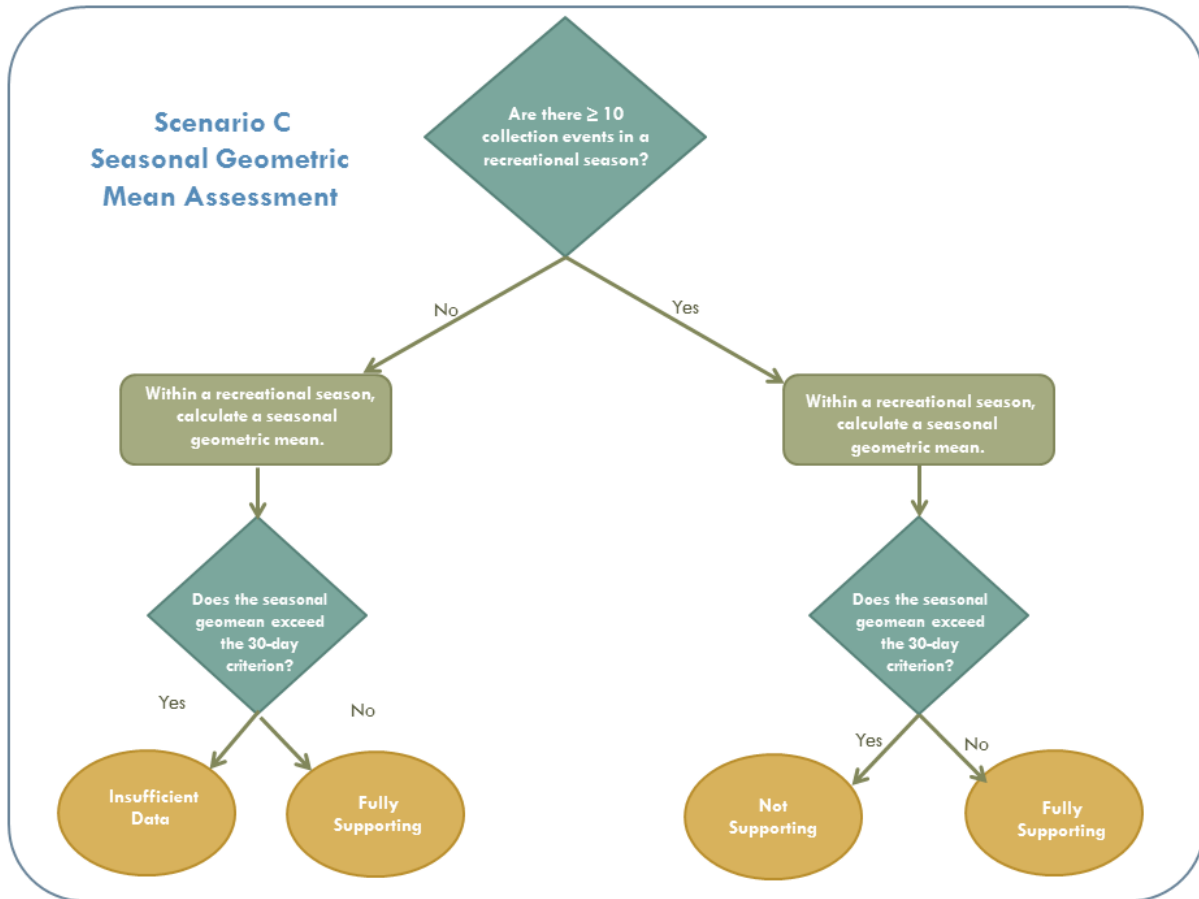 Scenario C
Seasonal Geometric
Mean Assessment
Are there ≥ 10
collection events in a
recreational season?
No
Yes
Within a recreational season,
calculate a seasonal
geometric mean.
Within a recreational season,
calculate a seasonal
geometric mean.
Does the seasonal
geomean exceed
the 30-day
criterion?
Does the seasonal
geomean exceed
the 30-day
criterion?
Yes
No
Yes
No
Insufficient
Data
Fully
Supporting
Not
Supporting
Fully
Supporting